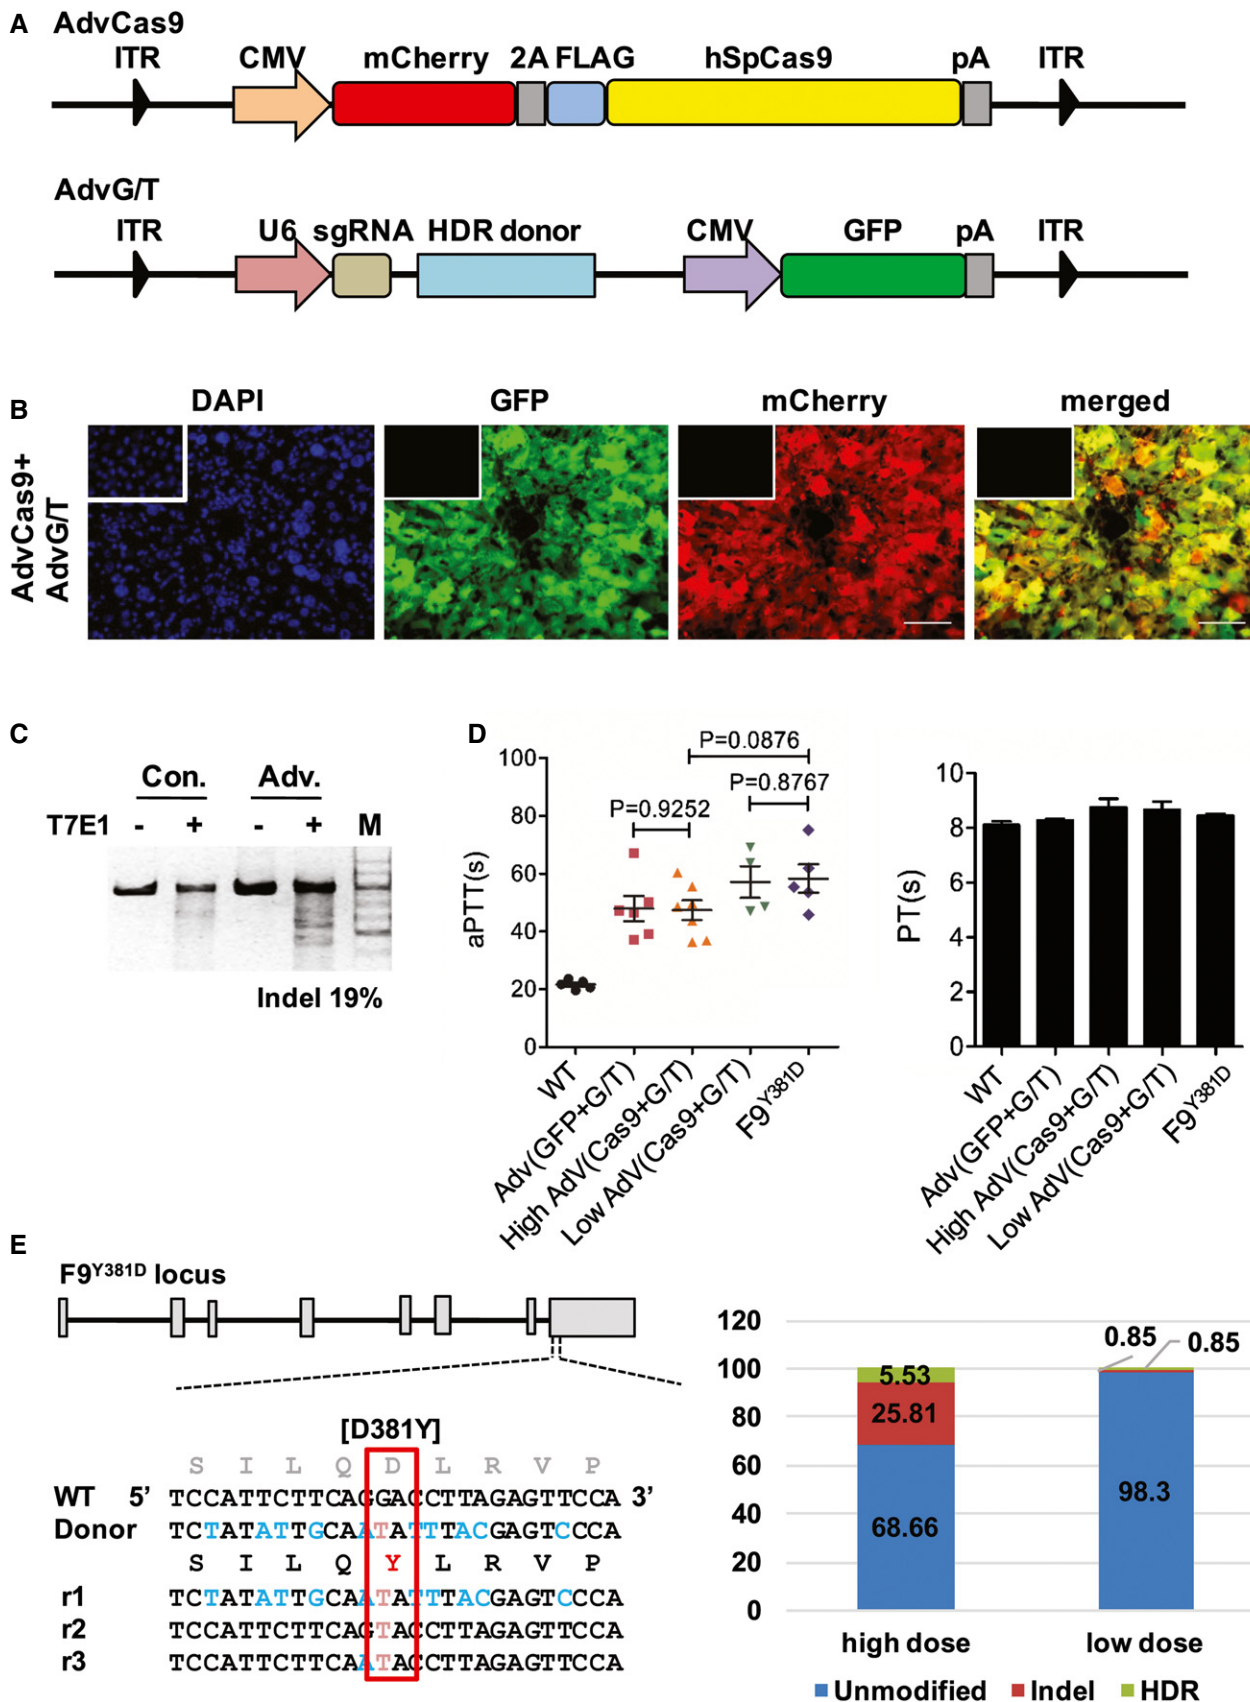 A
AdvCas9
ITR CMV mCherry 2A FLAG hSpCas9 pA ITR
AdvG/T
ITR U6 sgRNA HDR donor CMV GFP pA ITR
B
DAPI GFP mCherry merged
AdvCas9+
AdvG/T
C
Con. Adv.
T7E1 - + - + M
Indel 19%
D
P=0.0876
P=0.8767
P=0.9252
100
80
60
40
20
0
aPTT(s)
WT
Adv(GFP+G/T)
High AdV(Cas9+G/T)
Low AdV(Cas9+G/T)
F9Y381D
10
8
6
4
2
0
PT(s)
WT
Adv(GFP+G/T)
High AdV(Cas9+G/T)
Low AdV(Cas9+G/T)
F9Y381D
E
F9Y381D locus
[D381Y]
S I L Q D L R V P
WT 5' TCCATTCTTCAGGACCTTAGAGTTCCA 3'
Donor TCTATATTGCAATATTTACGAGTCCCA
S I L Q Y L R V P
r1 TCTATATTGCAATATTTACGAGTCCCA
r2 TCCATTCTTCAGTACCTTAGAGTTCCA
r3 TCCATTCTTCAATACCTTAGAGTTCCA
120
100
80
60
40
20
0
5.53
25.81
68.66
0.85
0.85
98.3
high dose low dose
Unmodified Indel HDR